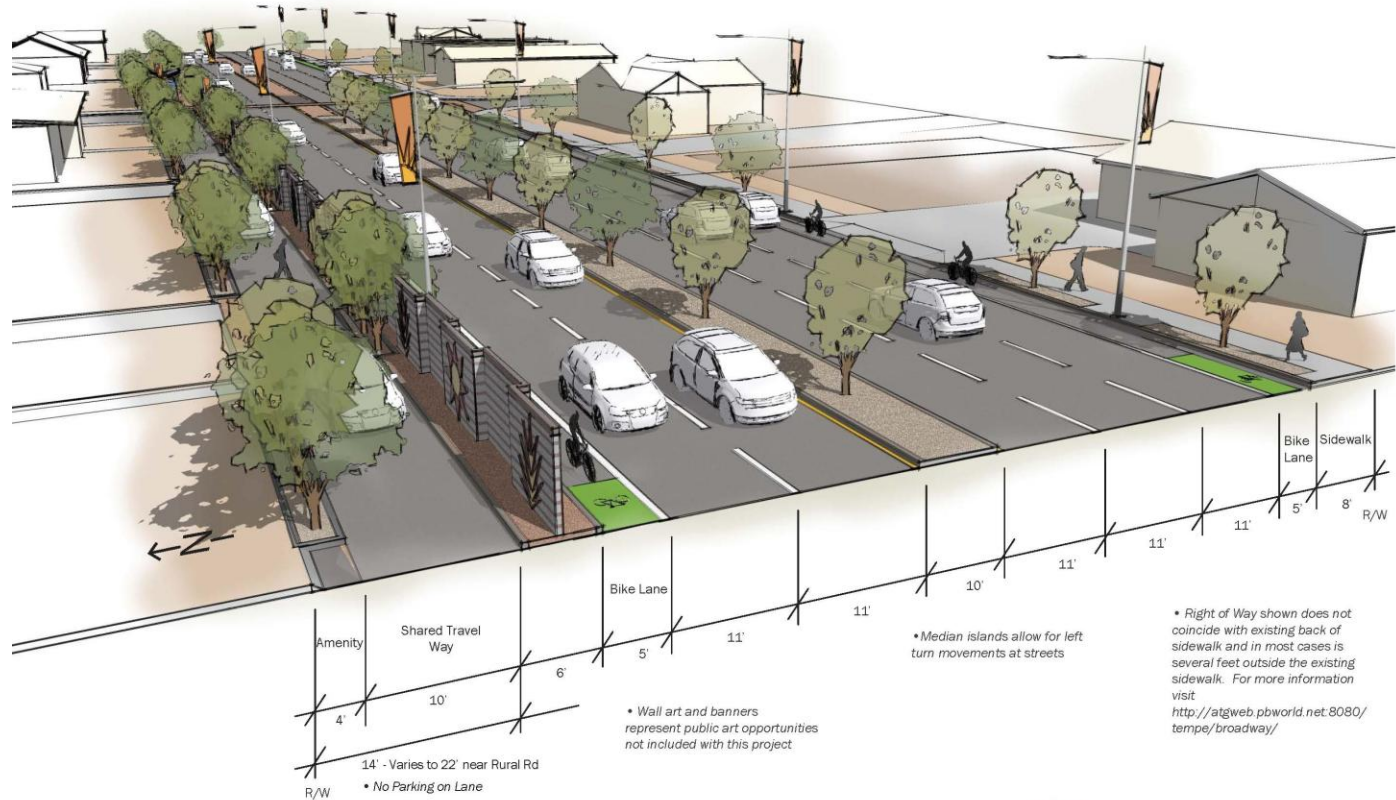 Bike
Lane
Sidewalk
5'
8'
R/W
11'
11'
11'
10'
11'
11'
Bike Lane
5'
6'
Shared Travel
Way
10'
Amenity
4'
N
14' - Varies to 22' near Rural Rd
• No Parking on Lane
R/W
• Wall art and banners
represent public art opportunities
not included with this project
• Median islands allow for left
turn movements at streets
• Right of Way shown does not
coincide with existing back of
sidewalk and in most cases is
several feet outside the existing
sidewalk. For more information
visit
http://atgweb.pbworld.net:8080/
tempe/broadway/